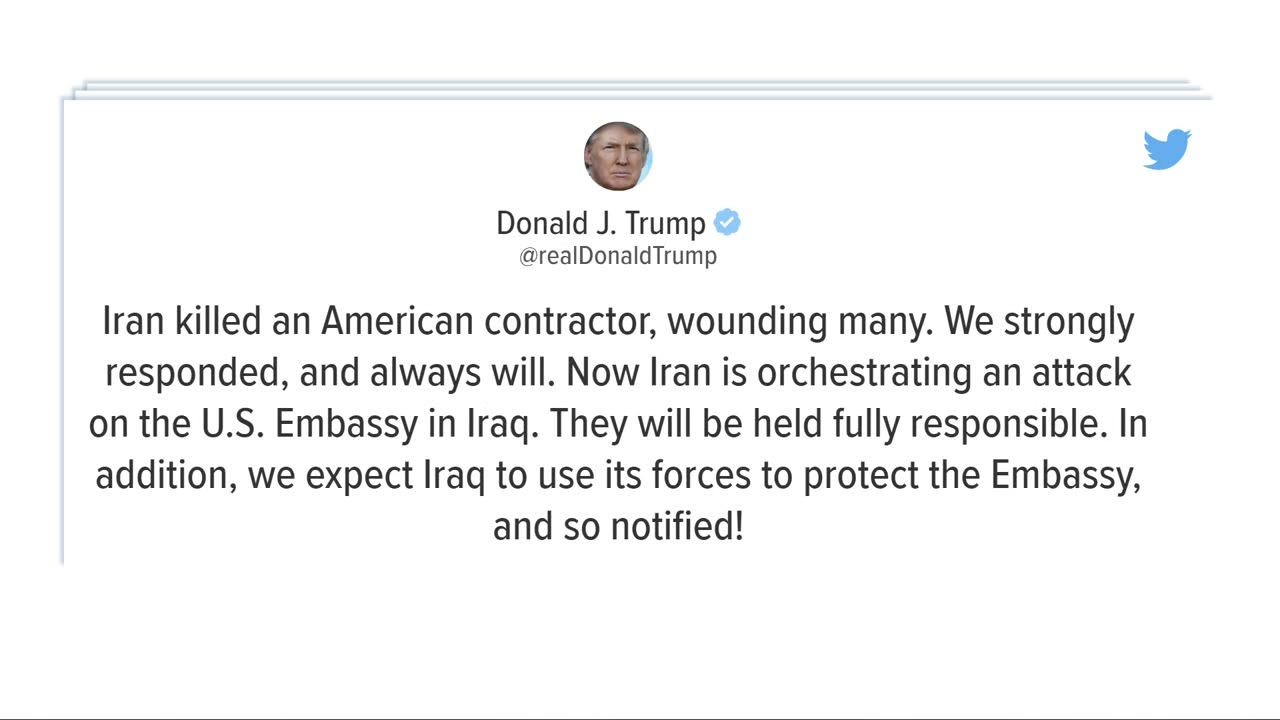 Donald J. Trump
@realDonaldTrump
Iran killed an American contractor, wounding many. We strongly
responded, and always will. Now Iran is orchestrating an attack
on the U.S. Embassy in Iraq. They will be held fully responsible. In
addition, we expect Iraq to use its forces to protect the Embassy,
and so notified!